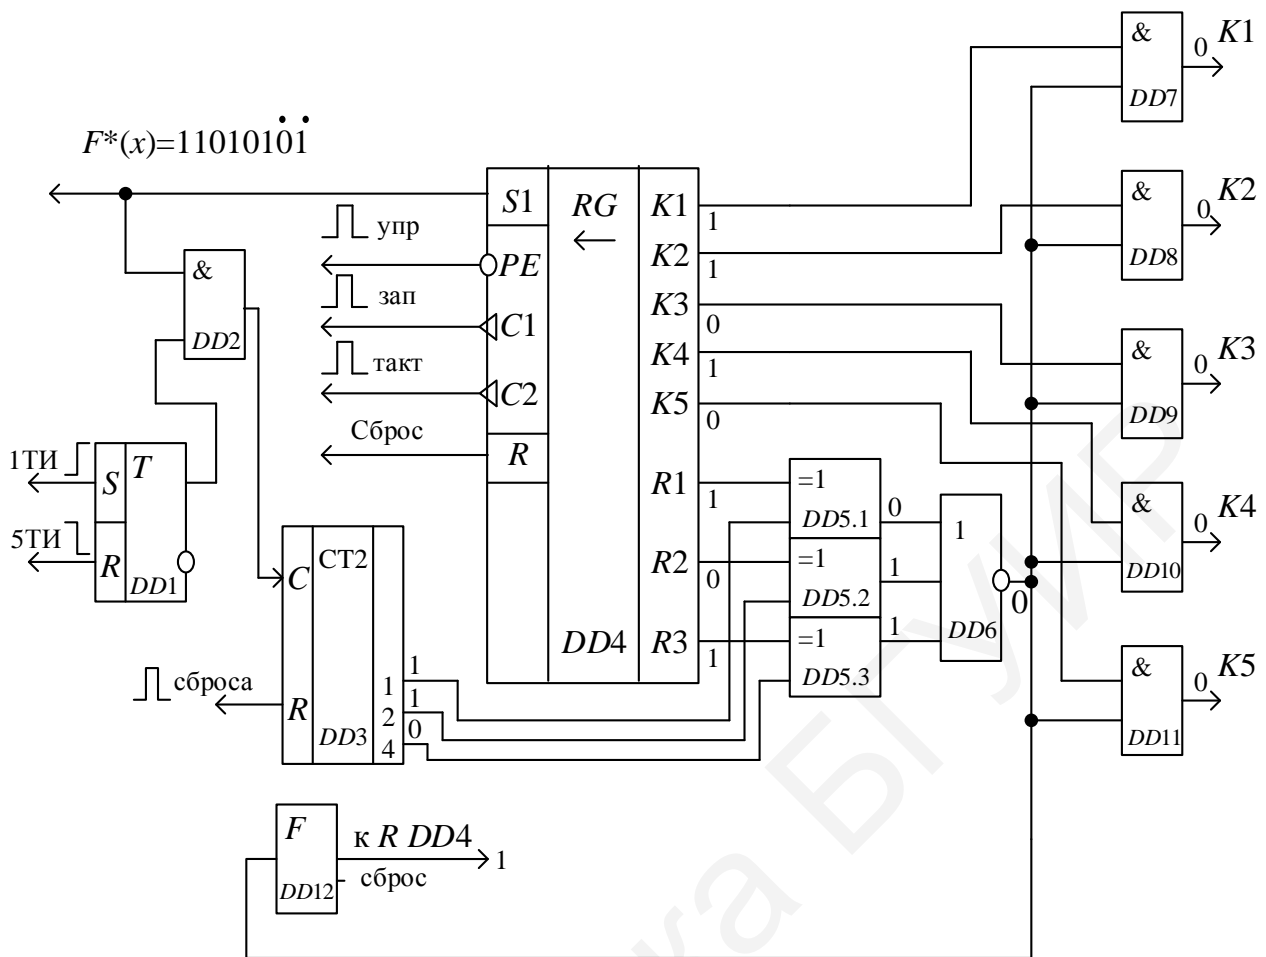 F*(x)=11010101
упр
зап
такт
Сброс
S1
PE
C1
C2
R
RG
DD4
K1
1
K2
1
K3
0
K4
1
K5
0
R1
1
R2
0
R3
1
&
DD2
1ТИ
5ТИ
S
R
T
DD1
сброса
C
R
CT2
DD3
1
1
2
1
4
0
=1
DD5.1
0
=1
DD5.2
1
=1
DD5.3
1
1
DD6
0
&
DD7
0
K1
&
DD8
0
K2
&
DD9
0
K3
&
DD10
0
K4
&
DD11
0
K5
F
DD12
к R DD4
сброс
1
ка БГУИР